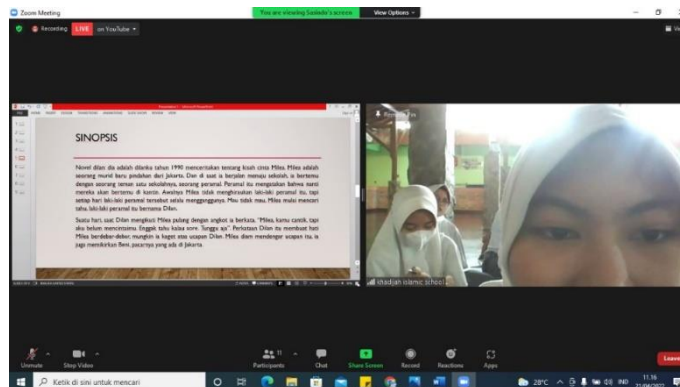 Zoom Meeting
You are viewing Saskada's screen
View Options
Recording
LIVE
on YouTube
SINOPSIS
Novel dilan dia adalah dilanku tahun 1990 menceritakan tentang kisah cinta Milea. Milea adalah
seorang murid baru pindahan dari Jakarta. Dan di saat ia berjalan menuju sekolah, ia bertemu
dengan seorang teman satu sekolahnya, seorang peramal. Peramal itu mengatakan bahwa nanti
mereka akan bertemu di kantin. Awalnya Milea tidak menghiraukan laki-laki peramal itu, tapi
setiap hari laki-laki peramal tersebut selalu mengganggunya. Mau tidak mau, Milea mulai mencari
tahu, laki-laki peramal itu bernama Dilan.
Suatu hari, saat Dilan mengikuti Milea pulang dengan angkot ia berkata, "Milea, kamu cantik, tapi
aku belum mencintaimu. Enggak tahu kalau sore. Tunggu aja". Perkataan Dilan itu membuat hati
Milea berdebar-debar, mungkin ia kaget atas ucapan Dilan. Milea diam mendengar ucapan itu, ia
juga memikirkan Beni, pacarnya yang ada di Jakarta
khadijah islamic school
Unmute
Stop Video
11
Participants
Chat
Share Screen
Record
Reactions
Apps
Leave
Ketik di sini untuk mencari
28°C
IND
11.16
21/06/2022